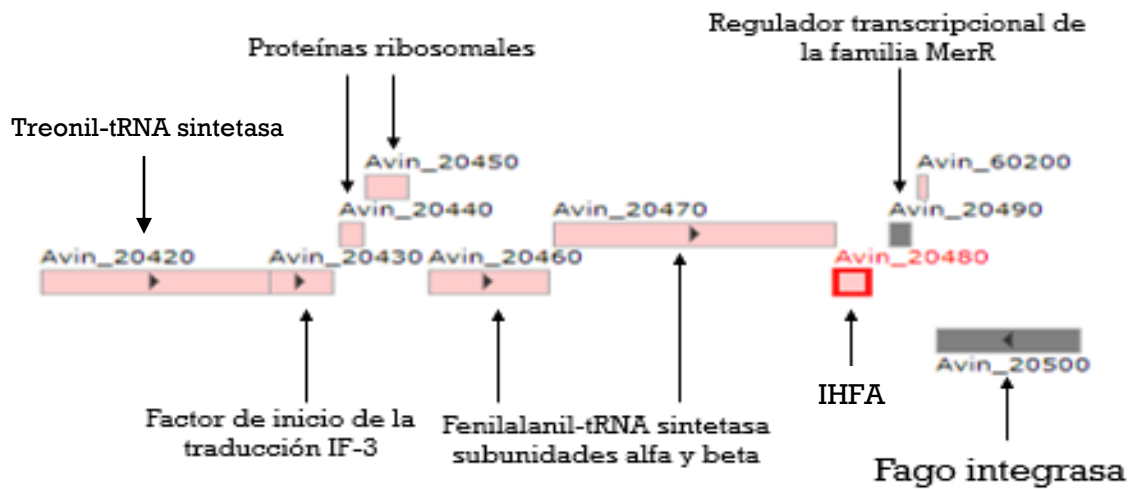 Regulador transcripcional de
la familia MerR
Proteínas ribosomales
Treonil-tRNA sintetasa
Avin_20450
Avin_60200
Avin_20440
Avin_20470
Avin_20490
Avin_20420
Avin_20430
Avin_20460
Avin_20480
Avin_20500
IHFA
Factor de inicio de la
traducción IF-3
Fenilalanil-tRNA sintetasa
subunidades alfa y beta
Fago integrasa